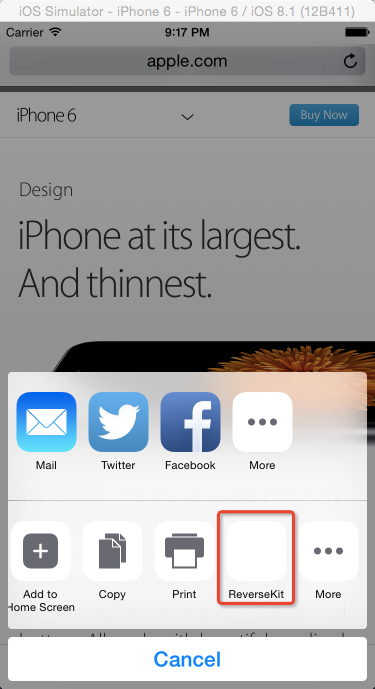 iOS Simulator - iPhone 6 - iPhone 6 / iOS 8.1 (12B411)
Carrier 9:17 PM
apple.com
iPhone 6 Buy Now
Design
iPhone at its largest.
And thinnest.
Mail Twitter Facebook More
Add to Copy Print ReverseKit More
Home Screen
Cancel